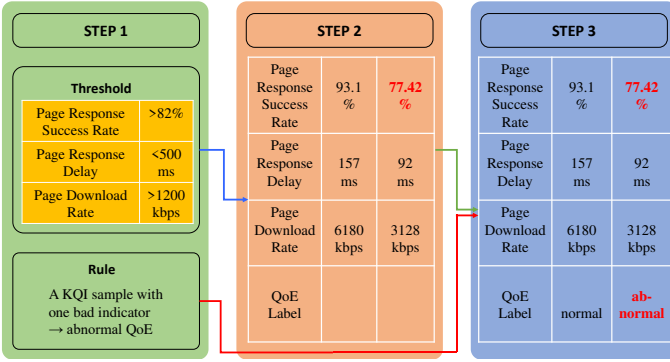 STEP 1
Threshold
Page Response
Success Rate
>82%
Page Response
Delay
<500
ms
Page Download
Rate
>1200
kbps
Rule
A KQI sample with
one bad indicator
→ abnormal QoE
STEP 2
Page
Response
Success
Rate
93.1
%
77.42
%
Page
Response
Delay
157
ms
92
ms
Page
Download
Rate
6180
kbps
3128
kbps
QoE
Label
STEP 3
Page
Response
Success
Rate
93.1
%
77.42
%
Page
Response
Delay
157
ms
92
ms
Page
Download
Rate
6180
kbps
3128
kbps
QoE
Label
normal
ab-
normal